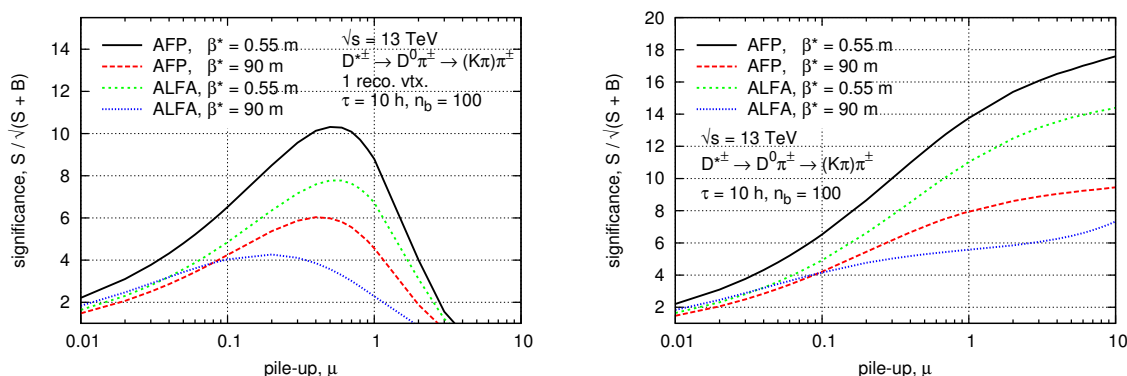 significance, S / √(S + B)
14
12
10
8
6
4
2
0.01
0.1
1
10
pile-up, μ
AFP, β* = 0.55 m
AFP, β* = 90 m
ALFA, β* = 0.55 m
ALFA, β* = 90 m
√s = 13 TeV
D*± → D⁰π± → (Kπ)π±
1 reco. vtx.
τ = 10 h, n_b = 100
significance, S / √(S + B)
20
18
16
14
12
10
8
6
4
2
0.01
0.1
1
10
pile-up, μ
AFP, β* = 0.55 m
AFP, β* = 90 m
ALFA, β* = 0.55 m
ALFA, β* = 90 m
√s = 13 TeV
D*± → D⁰π± → (Kπ)π±
τ = 10 h, n_b = 100